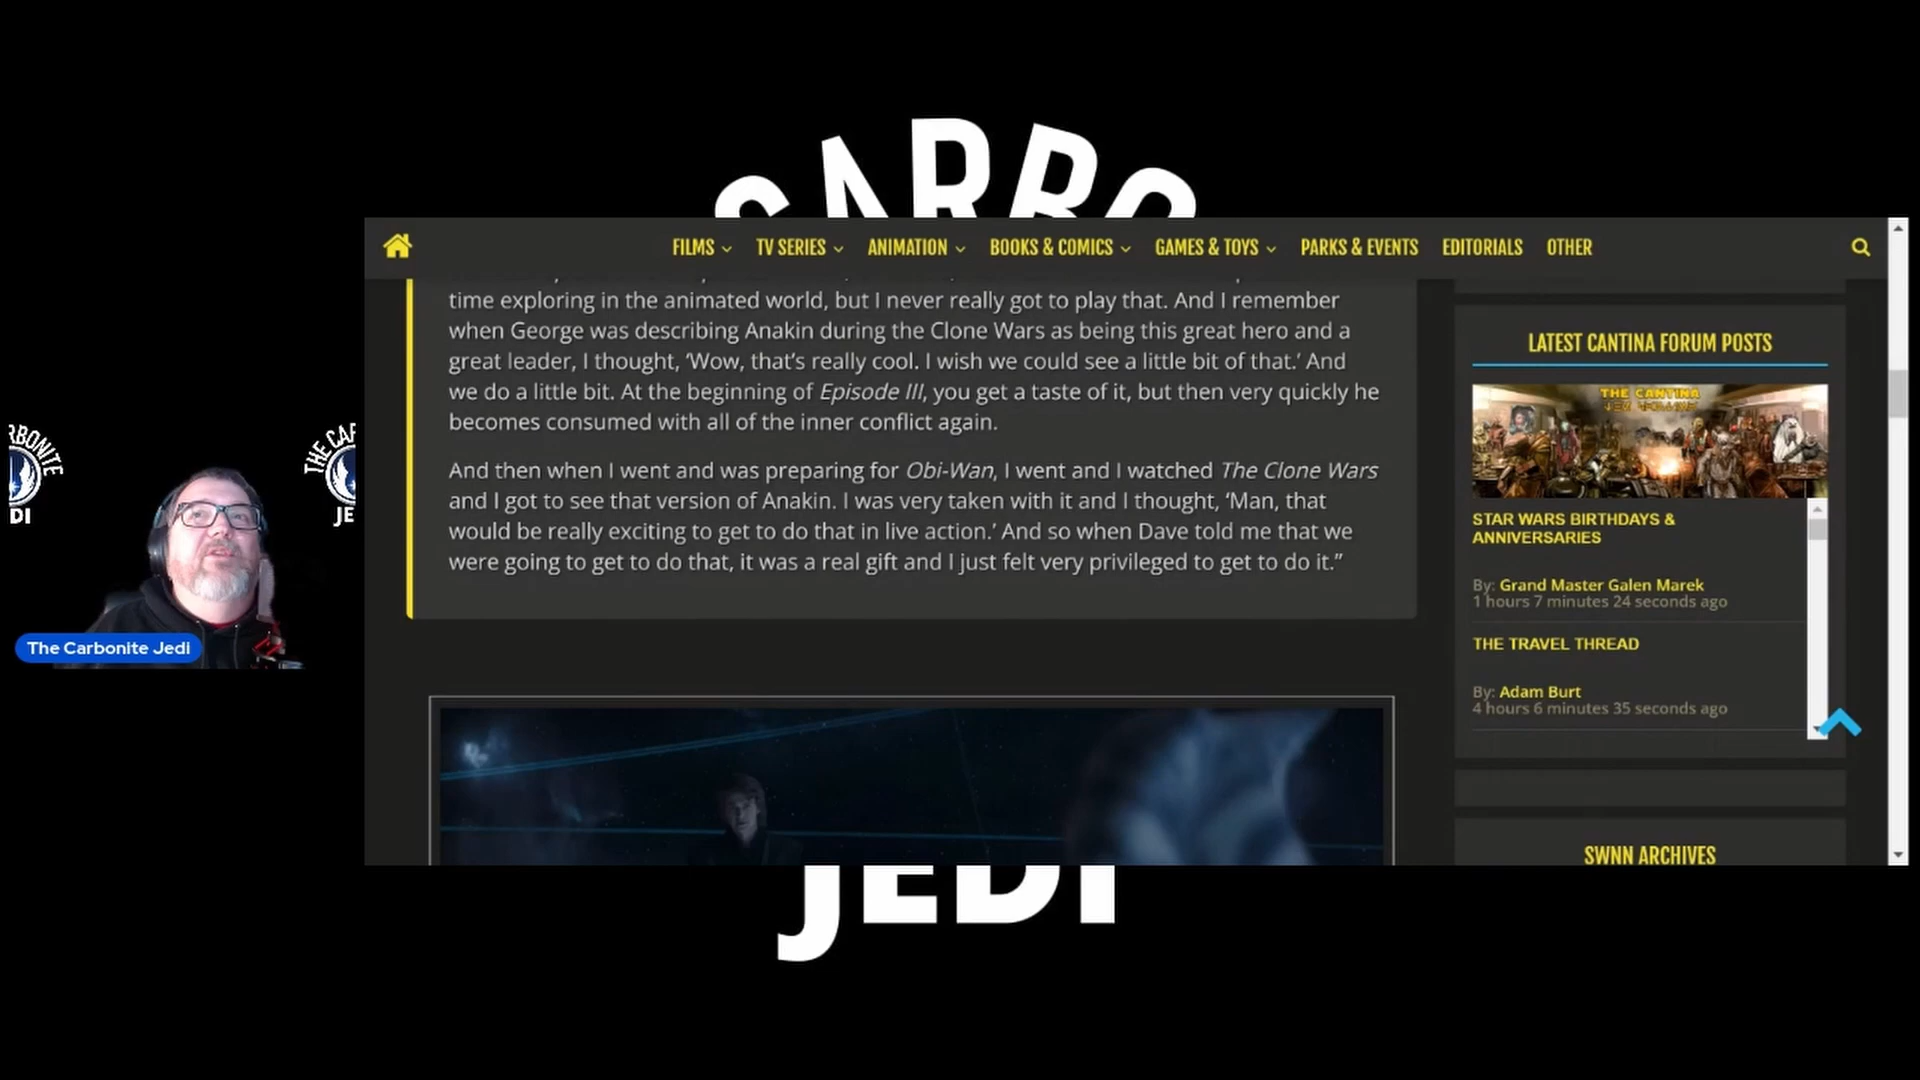 CARBO
FILMS TV SERIES ANIMATION BOOKS & COMICS GAMES & TOYS PARKS & EVENTS EDITORIALS OTHER
time exploring in the animated world, but I never really got to play that. And I remember
when George was describing Anakin during the Clone Wars as being this great hero and a
great leader, I thought, ‘Wow, that’s really cool. I wish we could see a little bit of that.’ And
we do a little bit. At the beginning of Episode III, you get a taste of it, but then very quickly he
becomes consumed with all of the inner conflict again.
And then when I went and was preparing for Obi-Wan, I went and I watched The Clone Wars
and I got to see that version of Anakin. I was very taken with it and I thought, ‘Man, that
would be really exciting to get to do that in live action.’ And so when Dave told me that we
were going to get to do that, it was a real gift and I just felt very privileged to get to do it.”
LATEST CANTINA FORUM POSTS
THE CANTINA
STAR WARS BIRTHDAYS &
ANNIVERSARIES
By: Grand Master Galen Marek
1 hours 7 minutes 24 seconds ago
THE TRAVEL THREAD
By: Adam Burt
4 hours 6 minutes 35 seconds ago
SWNN ARCHIVES
RBONITE
DI
THE CAR
JE
The Carbonite Jedi
JEDI